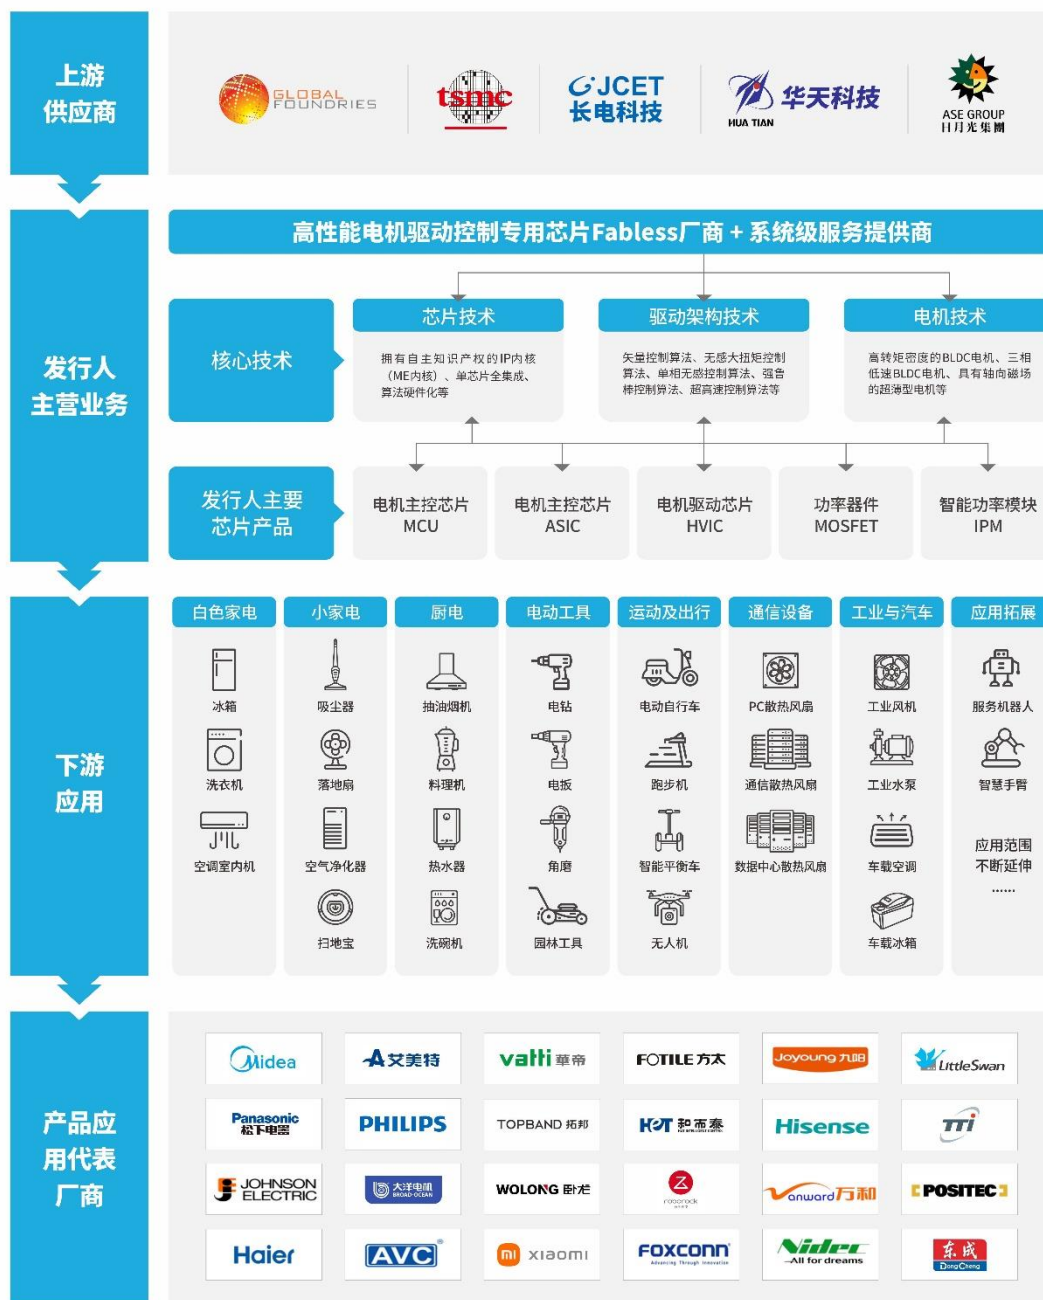 上游
供应商
GLOBAL
FOUNDRIES
tsmc
JCET
长电科技
华天科技
HUA TIAN
ASE GROUP
日月光集團
发行人
主营业务
高性能电机驱动控制专用芯片Fabless厂商 + 系统级服务提供商
核心技术
芯片技术
拥有自主知识产权的IP内核
（ME内核）、单芯片全集成、
算法硬件化等
驱动架构技术
矢量控制算法、无感大扭矩控制
算法、单相无感控制算法、强鲁
棒控制算法、超高速控制算法等
电机技术
高转矩密度的BLDC电机、三相
低速BLDC电机、具有轴向磁场
的超薄型电机等
发行人主要
芯片产品
电机主控芯片
MCU
电机主控芯片
ASIC
电机驱动芯片
HVIC
功率器件
MOSFET
智能功率模块
IPM
下游
应用
白色家电
冰箱
洗衣机
空调室内机
小家电
吸尘器
落地扇
空气净化器
扫地宝
厨电
抽油烟机
料理机
热水器
洗碗机
电动工具
电钻
电扳
角磨
园林工具
运动及出行
电动自行车
跑步机
智能平衡车
无人机
通信设备
PC散热风扇
通信散热风扇
数据中心散热风扇
工业与汽车
工业风机
工业水泵
车载空调
车载冰箱
应用拓展
服务机器人
智慧手臂
应用范围
不断延伸
......
产品应
用代表
厂商
Midea
艾美特
vatti 華帝
FOTILE 方太
Joyoung 九阳
LittleSwan
Panasonic
松下电器
PHILIPS
TOPBAND 拓邦
H&T 和而泰
Hisense
TTi
JOHNSON
ELECTRIC
大洋电机
BROAD-OCEAN
WOLONG 卧龙
roborock
Vanward 万和
POSITEC
Haier
AVC
xiaomi
FOXCONN
Advancing Through Innovation
Nidec
-All for dreams
东成
DongCheng